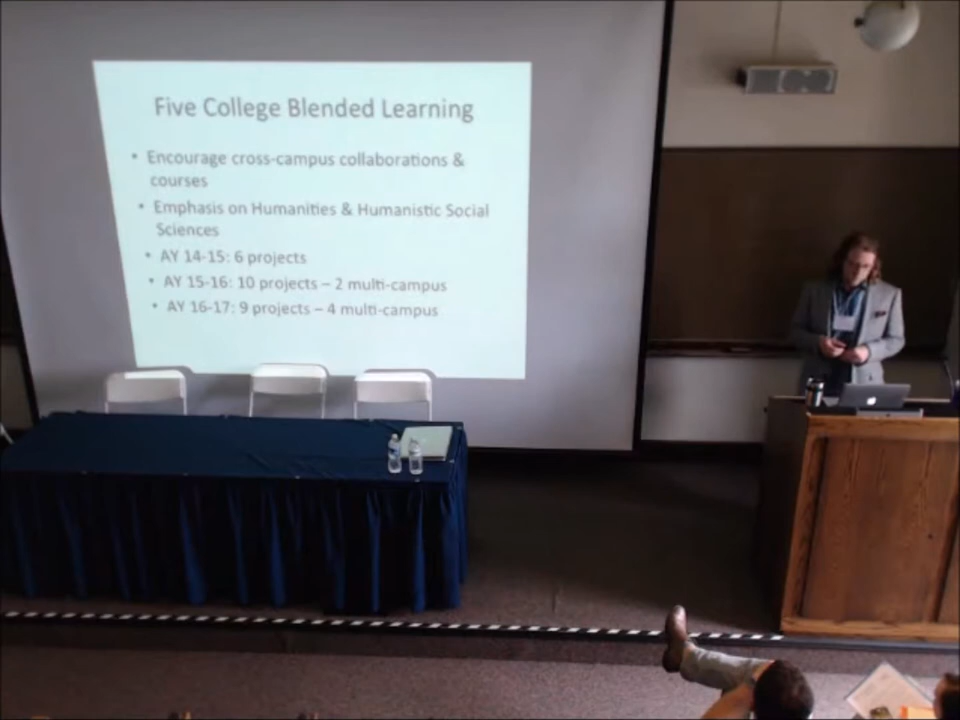 Five College Blended Learning
• Encourage cross-campus collaborations &
courses
• Emphasis on Humanities & Humanistic Social
Sciences
• AY 14-15: 6 projects
• AY 15-16: 10 projects – 2 multi-campus
• AY 16-17: 9 projects – 4 multi-campus